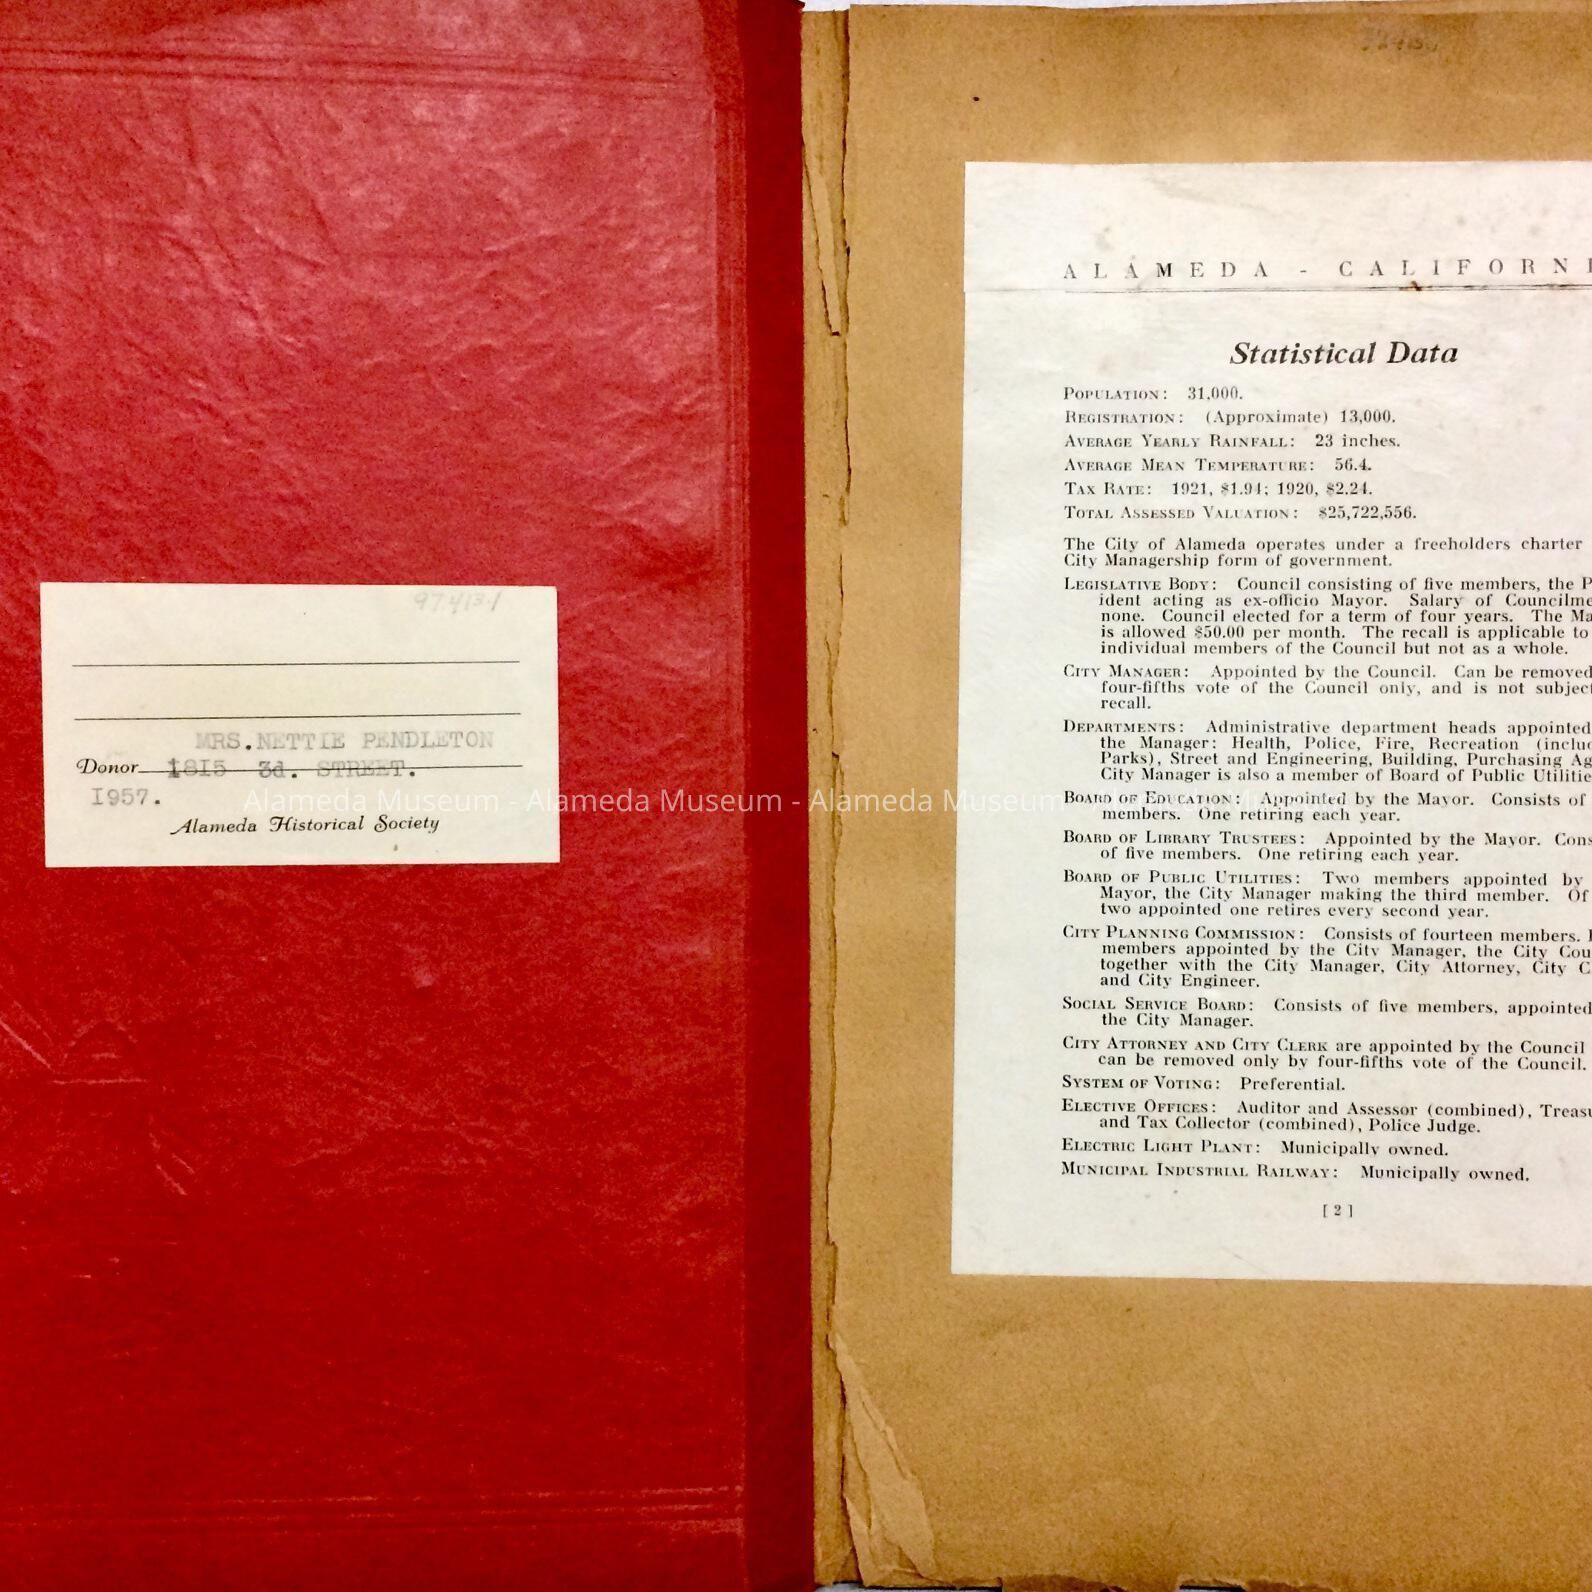 97.413.1
MRS.NETTIE PENDLETON
Donor 1815 3d. STREET.
1957.
Alameda Historical Society
Alameda Museum - Alameda Museum - Alameda Museum
ALAMEDA - CALIFORNI
Statistical Data
POPULATION: 31,000.
REGISTRATION: (Approximate) 13,000.
AVERAGE YEARLY RAINFALL: 23 inches.
AVERAGE MEAN TEMPERATURE: 56.4.
TAX RATE: 1921, $1.94; 1920, $2.24.
TOTAL ASSESSED VALUATION: $25,722,556.
The City of Alameda operates under a freeholders charter
City Managership form of government.
LEGISLATIVE BODY: Council consisting of five members, the P
ident acting as ex-officio Mayor. Salary of Councilme
none. Council elected for a term of four years. The Ma
is allowed $50.00 per month. The recall is applicable to
individual members of the Council but not as a whole.
CITY MANAGER: Appointed by the Council. Can be removed
four-fifths vote of the Council only, and is not subject
recall.
DEPARTMENTS: Administrative department heads appointed
the Manager: Health, Police, Fire, Recreation (inclu
Parks), Street and Engineering, Building, Purchasing Ag
City Manager is also a member of Board of Public Utilitie
BOARD OF EDUCATION: Appointed by the Mayor. Consists of
members. One retiring each year.
BOARD OF LIBRARY TRUSTEES: Appointed by the Mayor. Cons
of five members. One retiring each year.
BOARD OF PUBLIC UTILITIES: Two members appointed by
Mayor, the City Manager making the third member. Of
two appointed one retires every second year.
CITY PLANNING COMMISSION: Consists of fourteen members.
members appointed by the City Manager, the City Cou
together with the City Manager, City Attorney, City C
and City Engineer.
SOCIAL SERVICE BOARD: Consists of five members, appointed
the City Manager.
CITY ATTORNEY AND CITY CLERK are appointed by the Council
can be removed only by four-fifths vote of the Council.
SYSTEM OF VOTING: Preferential.
ELECTIVE OFFICES: Auditor and Assessor (combined), Treasu
and Tax Collector (combined), Police Judge.
ELECTRIC LIGHT PLANT: Municipally owned.
MUNICIPAL INDUSTRIAL RAILWAY: Municipally owned.
[2]